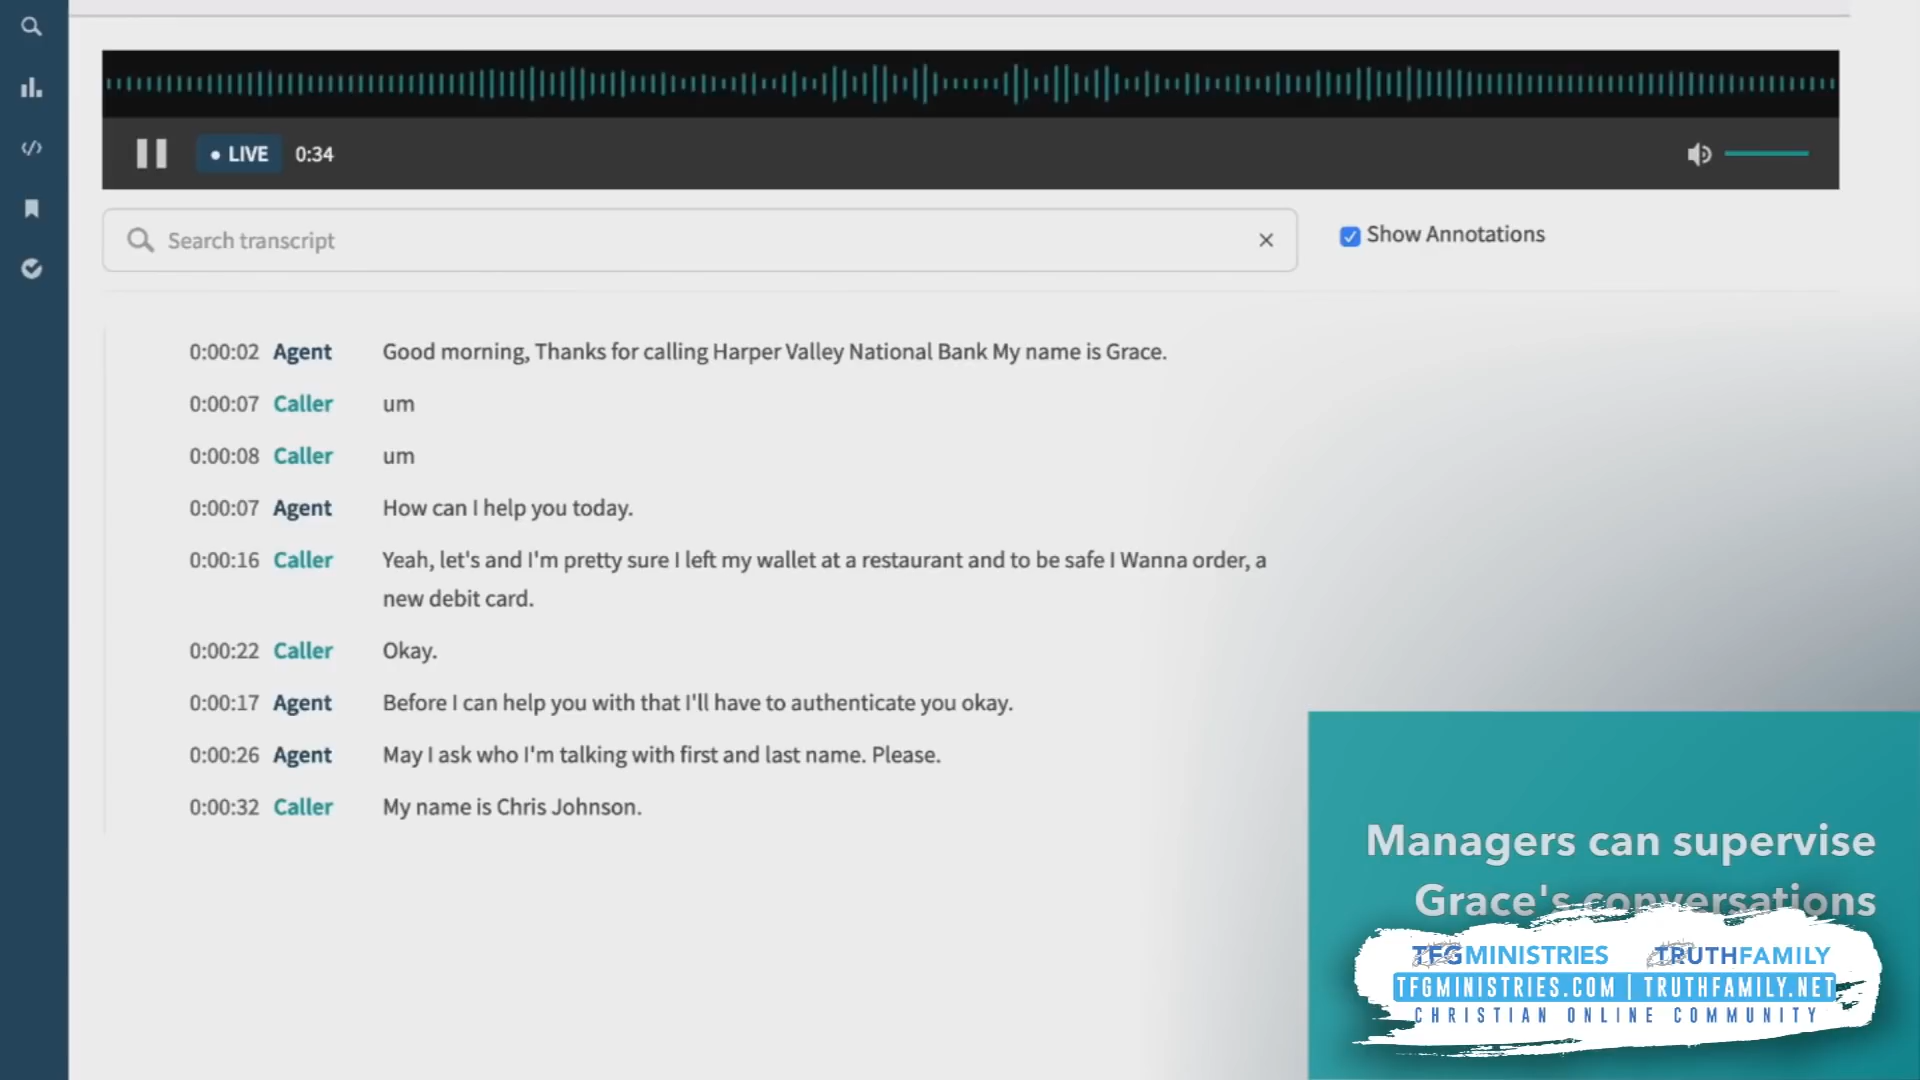 LIVE 0:34
Search transcript
Show Annotations
0:00:02 Agent Good morning, Thanks for calling Harper Valley National Bank My name is Grace.
0:00:07 Caller um
0:00:08 Caller um
0:00:07 Agent How can I help you today.
0:00:16 Caller Yeah, let's and I'm pretty sure I left my wallet at a restaurant and to be safe I Wanna order, a
new debit card.
0:00:22 Caller Okay.
0:00:17 Agent Before I can help you with that I'll have to authenticate you okay.
0:00:26 Agent May I ask who I'm talking with first and last name. Please.
0:00:32 Caller My name is Chris Johnson.
Managers can supervise
Grace's conversations
TFGMINISTRIES TRUTHFAMILY
TFGMINISTRIES.COM | TRUTHFAMILY.NET
CHRISTIAN ONLINE COMMUNITY